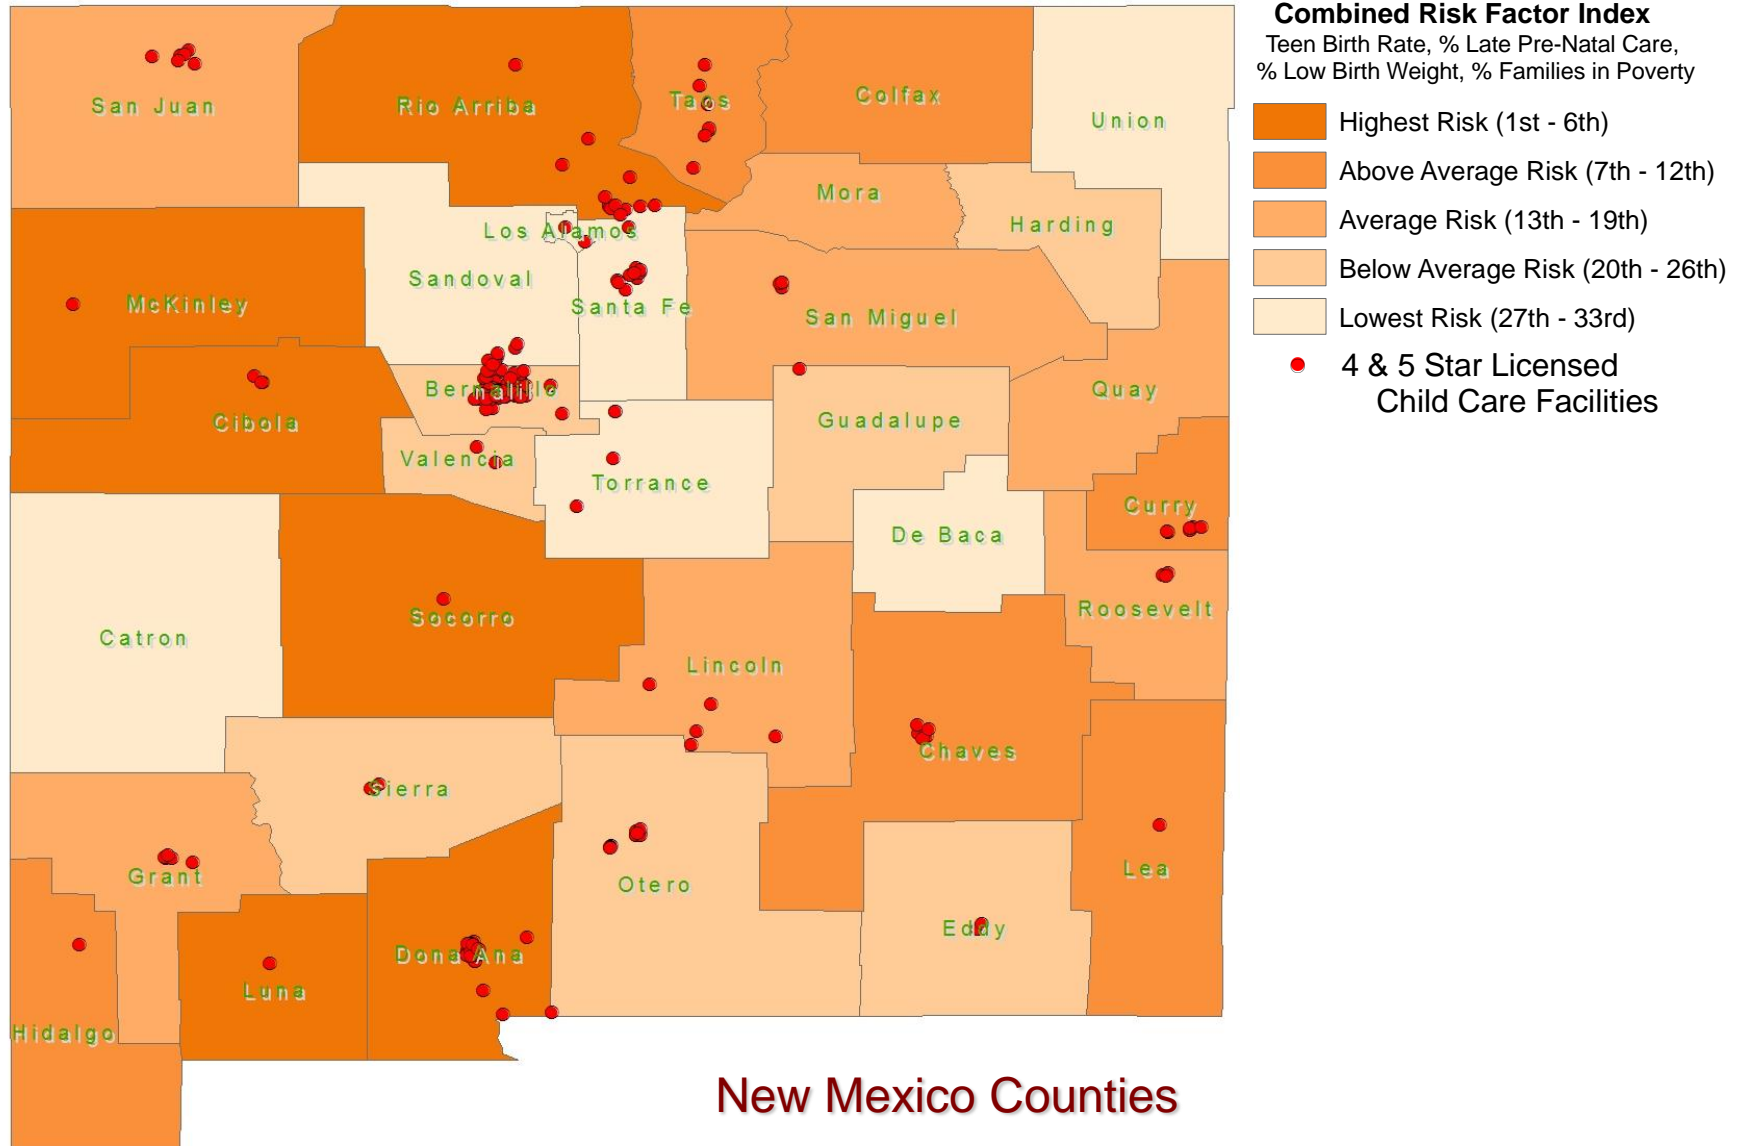 Combined Risk Factor Index
Teen Birth Rate, % Late Pre-Natal Care,
% Low Birth Weight, % Families in Poverty
Highest Risk (1st - 6th)
Above Average Risk (7th - 12th)
Average Risk (13th - 19th)
Below Average Risk (20th - 26th)
Lowest Risk (27th - 33rd)
4 & 5 Star Licensed
Child Care Facilities
San Juan
Rio Arriba
Taos
Colfax
Union
Mora
Harding
Los Alamos
Sandoval
Santa Fe
McKinley
San Miguel
Bernalillo
Quay
Cibola
Guadalupe
Valencia
Torrance
Curry
De Baca
Roosevelt
Socorro
Catron
Lincoln
Chaves
Sierra
Grant
Otero
Lea
Eddy
Dona Ana
Luna
Hidalgo
New Mexico Counties